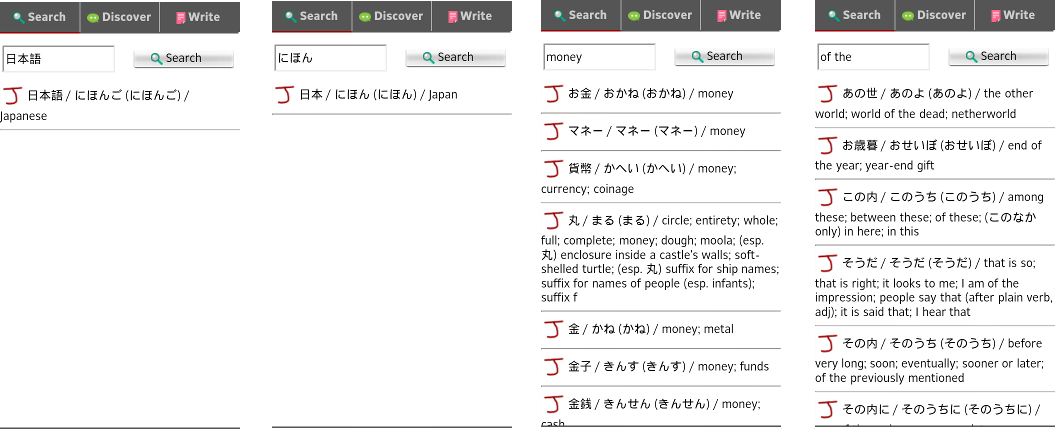 Search Discover Write
日本語 Search
日本語 / にほんご (にほんご) /
Japanese
Search Discover Write
にほん Search
日本 / にほん (にほん) / Japan
Search Discover Write
money Search
お金 / おかね (おかね) / money
マネー / マネー (マネー) / money
貨幣 / かへい (かへい) / money;
currency; coinage
丸 / まる (まる) / circle; entirety; whole;
full; complete; money; dough; moola; (esp.
丸) enclosure inside a castle's walls; soft-
shelled turtle; (esp. 丸) suffix for ship names;
suffix for names of people (esp. infants);
suffix f
金 / かね (かね) / money; metal
金子 / きんす (きんす) / money; funds
金銭 / きんせん (きんせん) / money;
cash
Search Discover Write
of the Search
あの世 / あのよ (あのよ) / the other
world; world of the dead; netherworld
お歳暮 / おせいぼ (おせいぼ) / end of
the year; year-end gift
この内 / このうち (このうち) / among
these; between these; of these; (このなか
only) in here; in this
そうだ / そうだ (そうだ) / that is so;
that is right; it looks to me; I am of the
impression; people say that (after plain verb,
adj); it is said that; I hear that
その内 / そのうち (そのうち) / before
very long; soon; eventually; sooner or later;
of the previously mentioned
その内に / そのうちに (そのうちに) /